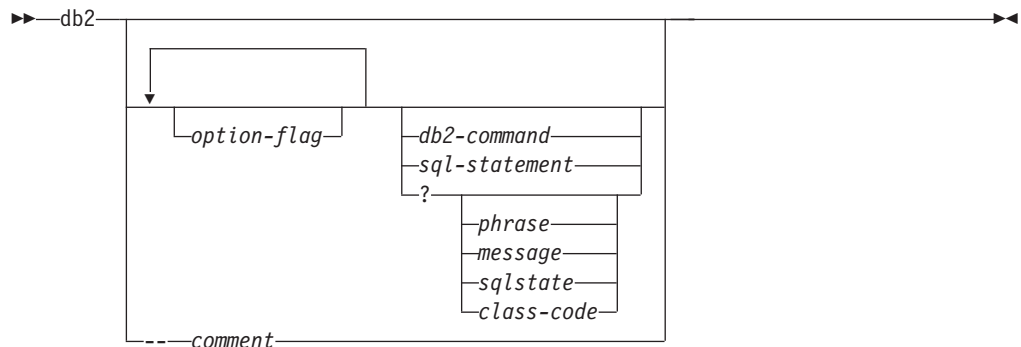 db2
option-flag
db2-command
sql-statement
?
phrase
message
sqlstate
class-code
-- comment